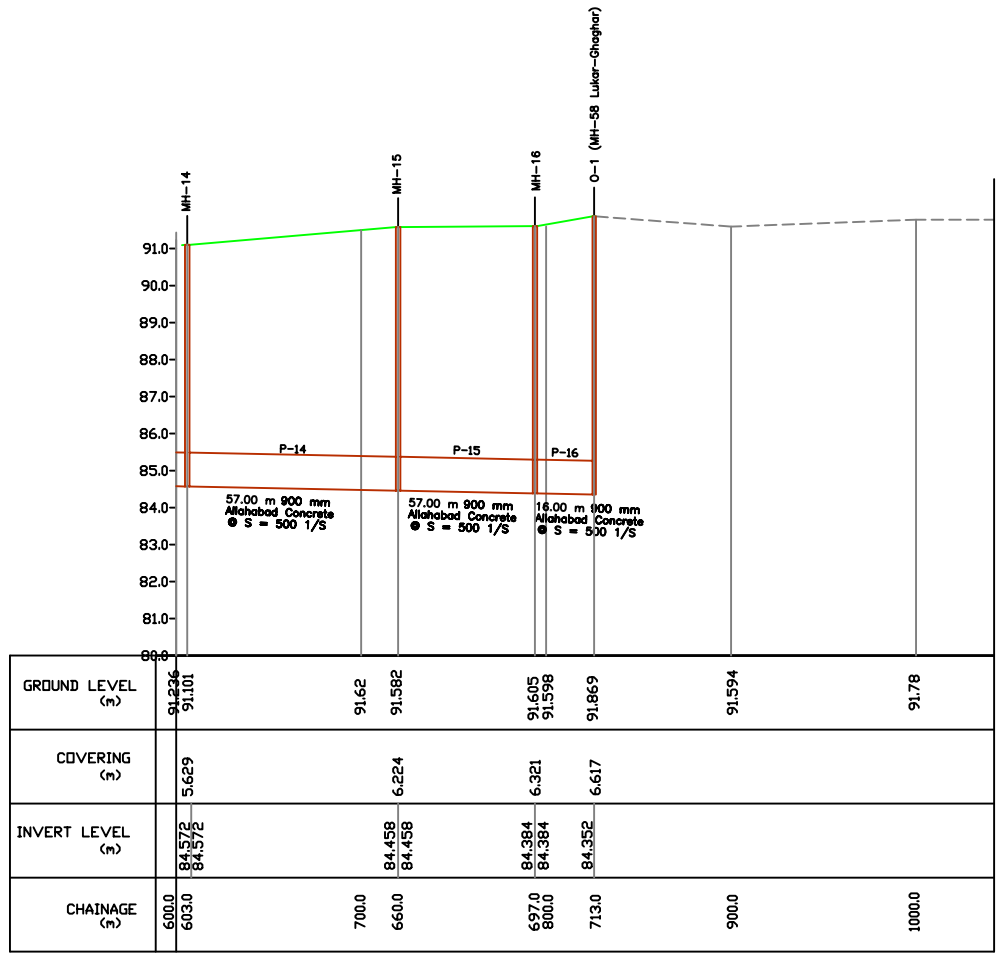 O-1 (MH-58 Lukar-Ghaghar)
MH-14
MH-15
MH-16
91.0
90.0
89.0
88.0
87.0
86.0
85.0
84.0
83.0
82.0
81.0
80.0
P-14
P-15
P-16
57.00 m 900 mm
Allahabad Concrete
@ S = 500 1/S
57.00 m 900 mm
Allahabad Concrete
@ S = 500 1/S
16.00 m 900 mm
Allahabad Concrete
@ S = 500 1/S
GROUND LEVEL
(m)
91.236
91.101
91.62
91.582
91.605
91.598
91.869
91.594
91.78
COVERING
(m)
5.629
6.224
6.321
6.617
INVERT LEVEL
(m)
84.572
84.572
84.458
84.458
84.384
84.384
84.352
CHAINAGE
(m)
600.0
603.0
700.0
660.0
697.0
800.0
713.0
900.0
1000.0